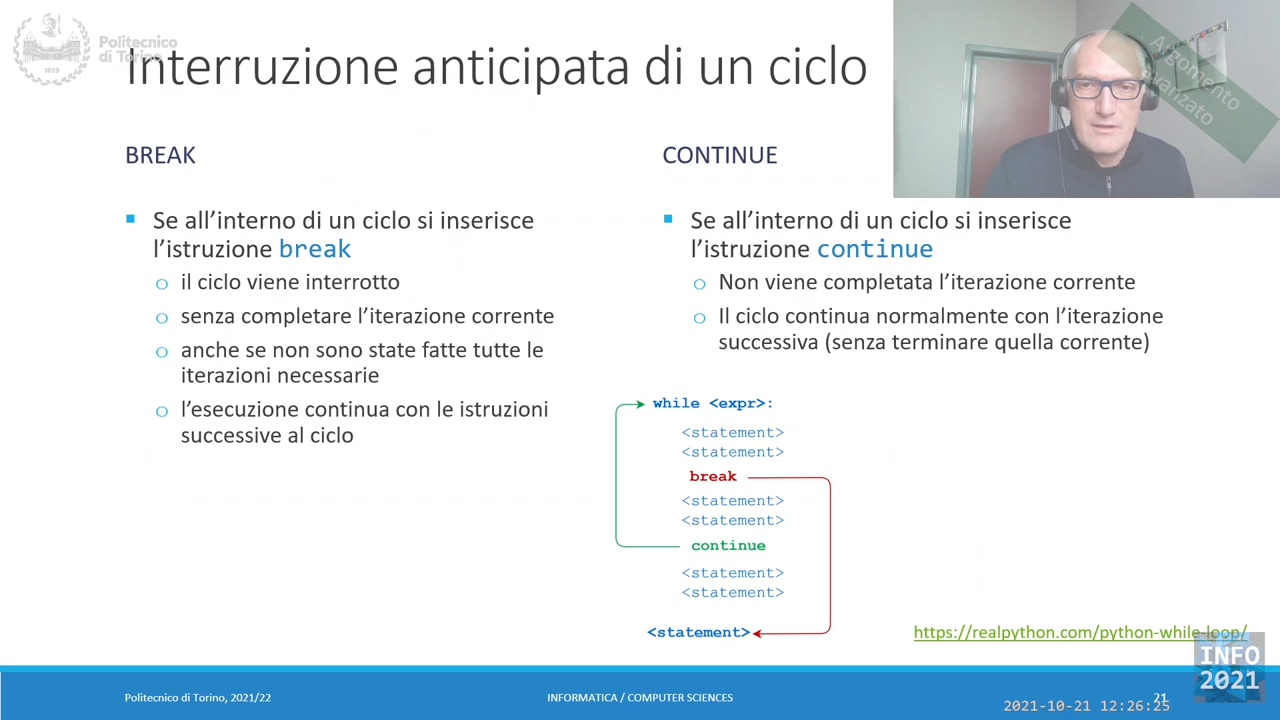 Politecnico
di Torino
1859
Interruzione anticipata di un ciclo
Argomento
avanzato
BREAK
Se all'interno di un ciclo si inserisce
l'istruzione break
il ciclo viene interrotto
senza completare l'iterazione corrente
anche se non sono state fatte tutte le
iterazioni necessarie
l'esecuzione continua con le istruzioni
successive al ciclo
CONTINUE
Se all'interno di un ciclo si inserisce
l'istruzione continue
Non viene completata l'iterazione corrente
Il ciclo continua normalmente con l'iterazione
successiva (senza terminare quella corrente)
while <expr>:
<statement>
<statement>
break
<statement>
<statement>
continue
<statement>
<statement>
<statement>
https://realpython.com/python-while-loop/
INFO
2021
Politecnico di Torino, 2021/22
INFORMATICA / COMPUTER SCIENCES
21
2021-10-21 12:26:25